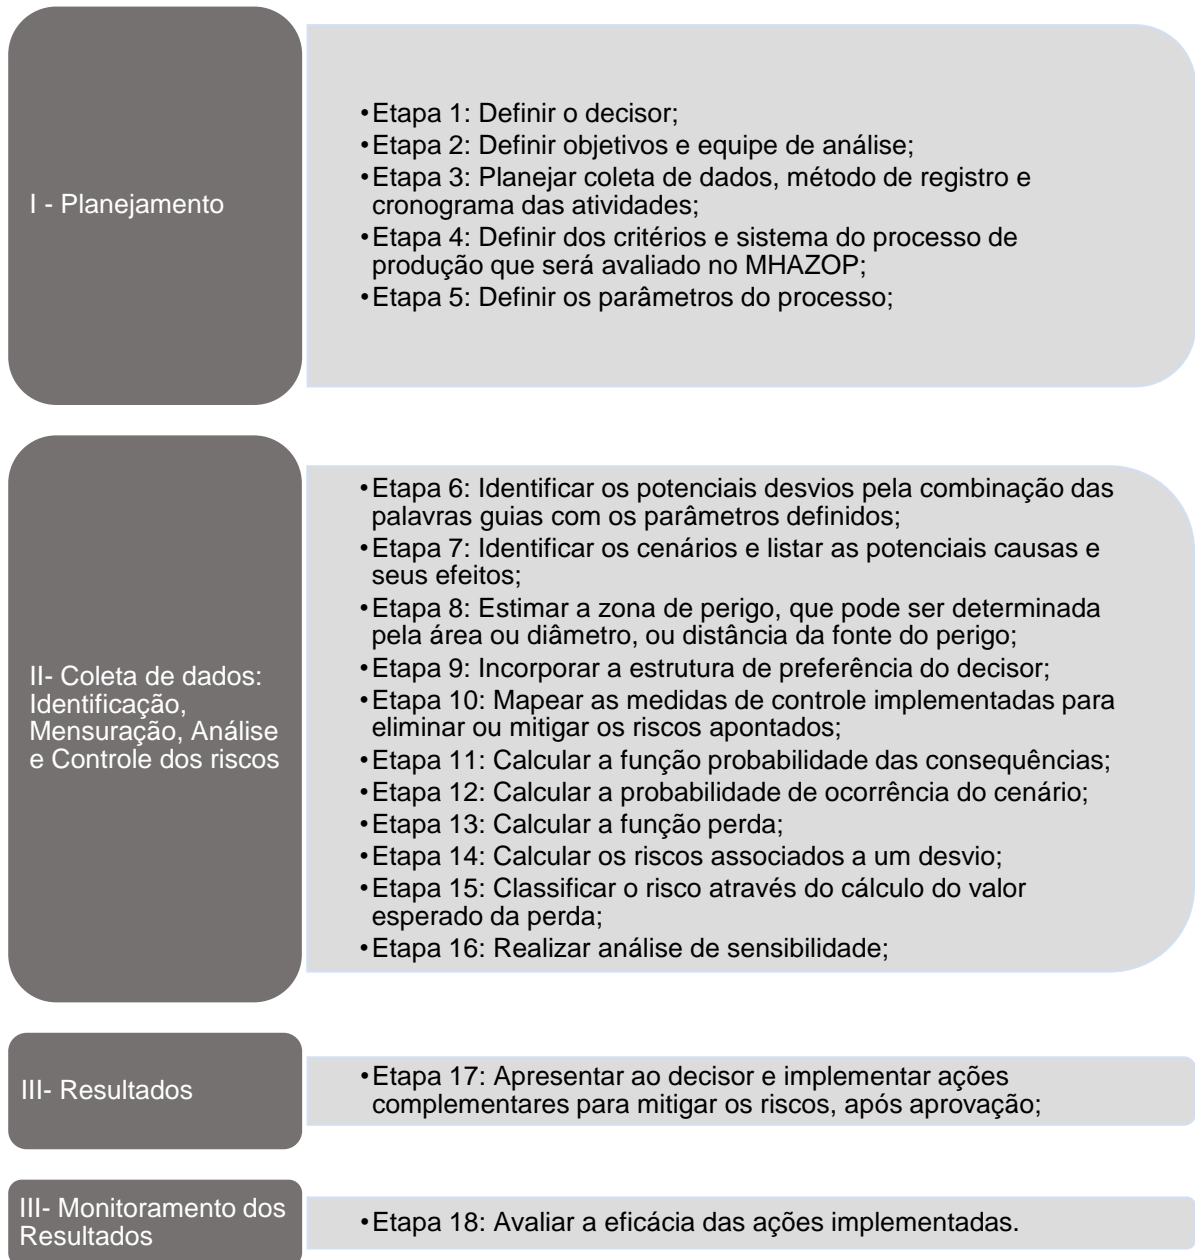 I - Planejamento
•Etapa 1: Definir o decisor;
•Etapa 2: Definir objetivos e equipe de análise;
•Etapa 3: Planejar coleta de dados, método de registro e
cronograma das atividades;
•Etapa 4: Definir dos critérios e sistema do processo de
produção que será avaliado no MHAZOP;
•Etapa 5: Definir os parâmetros do processo;
II- Coleta de dados:
Identificação,
Mensuração, Análise
e Controle dos riscos
•Etapa 6: Identificar os potenciais desvios pela combinação das
palavras guias com os parâmetros definidos;
•Etapa 7: Identificar os cenários e listar as potenciais causas e
seus efeitos;
•Etapa 8: Estimar a zona de perigo, que pode ser determinada
pela área ou diâmetro, ou distância da fonte do perigo;
•Etapa 9: Incorporar a estrutura de preferência do decisor;
•Etapa 10: Mapear as medidas de controle implementadas para
eliminar ou mitigar os riscos apontados;
•Etapa 11: Calcular a função probabilidade das consequências;
•Etapa 12: Calcular a probabilidade de ocorrência do cenário;
•Etapa 13: Calcular a função perda;
•Etapa 14: Calcular os riscos associados a um desvio;
•Etapa 15: Classificar o risco através do cálculo do valor
esperado da perda;
•Etapa 16: Realizar análise de sensibilidade;
III- Resultados
•Etapa 17: Apresentar ao decisor e implementar ações
complementares para mitigar os riscos, após aprovação;
III- Monitoramento dos
Resultados
•Etapa 18: Avaliar a eficácia das ações implementadas.